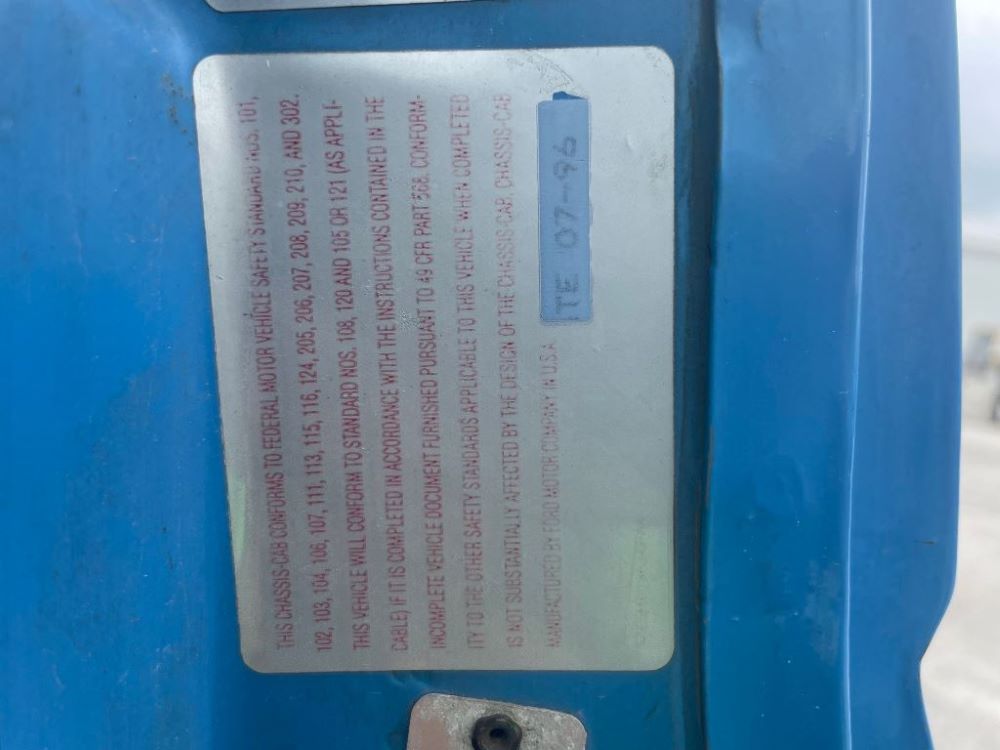 THIS CHASSIS-CAB CONFORMS TO FEDERAL MOTOR VEHICLE SAFETY STANDARD NOS. 101,
102, 103, 104, 106, 107, 111, 113, 115, 116, 124, 205, 206, 207, 208, 209, 210, AND 302.
THIS VEHICLE WILL CONFORM TO STANDARD NOS. 108, 120 AND 105 OR 121 (AS APPLI-
CABLE) IF IT IS COMPLETED IN ACCORDANCE WITH THE INSTRUCTIONS CONTAINED IN THE
INCOMPLETE VEHICLE DOCUMENT FURNISHED PURSUANT TO 49 CFR PART 568. CONFORM-
ITY TO THE OTHER SAFETY STANDARDS APPLICABLE TO THIS VEHICLE WHEN COMPLETED
IS NOT SUBSTANTIALLY AFFECTED BY THE DESIGN OF THE CHASSIS-CAB. CHASSIS-CAB
MANUFACTURED BY FORD MOTOR COMPANY IN U.S.A.
TE 07-96